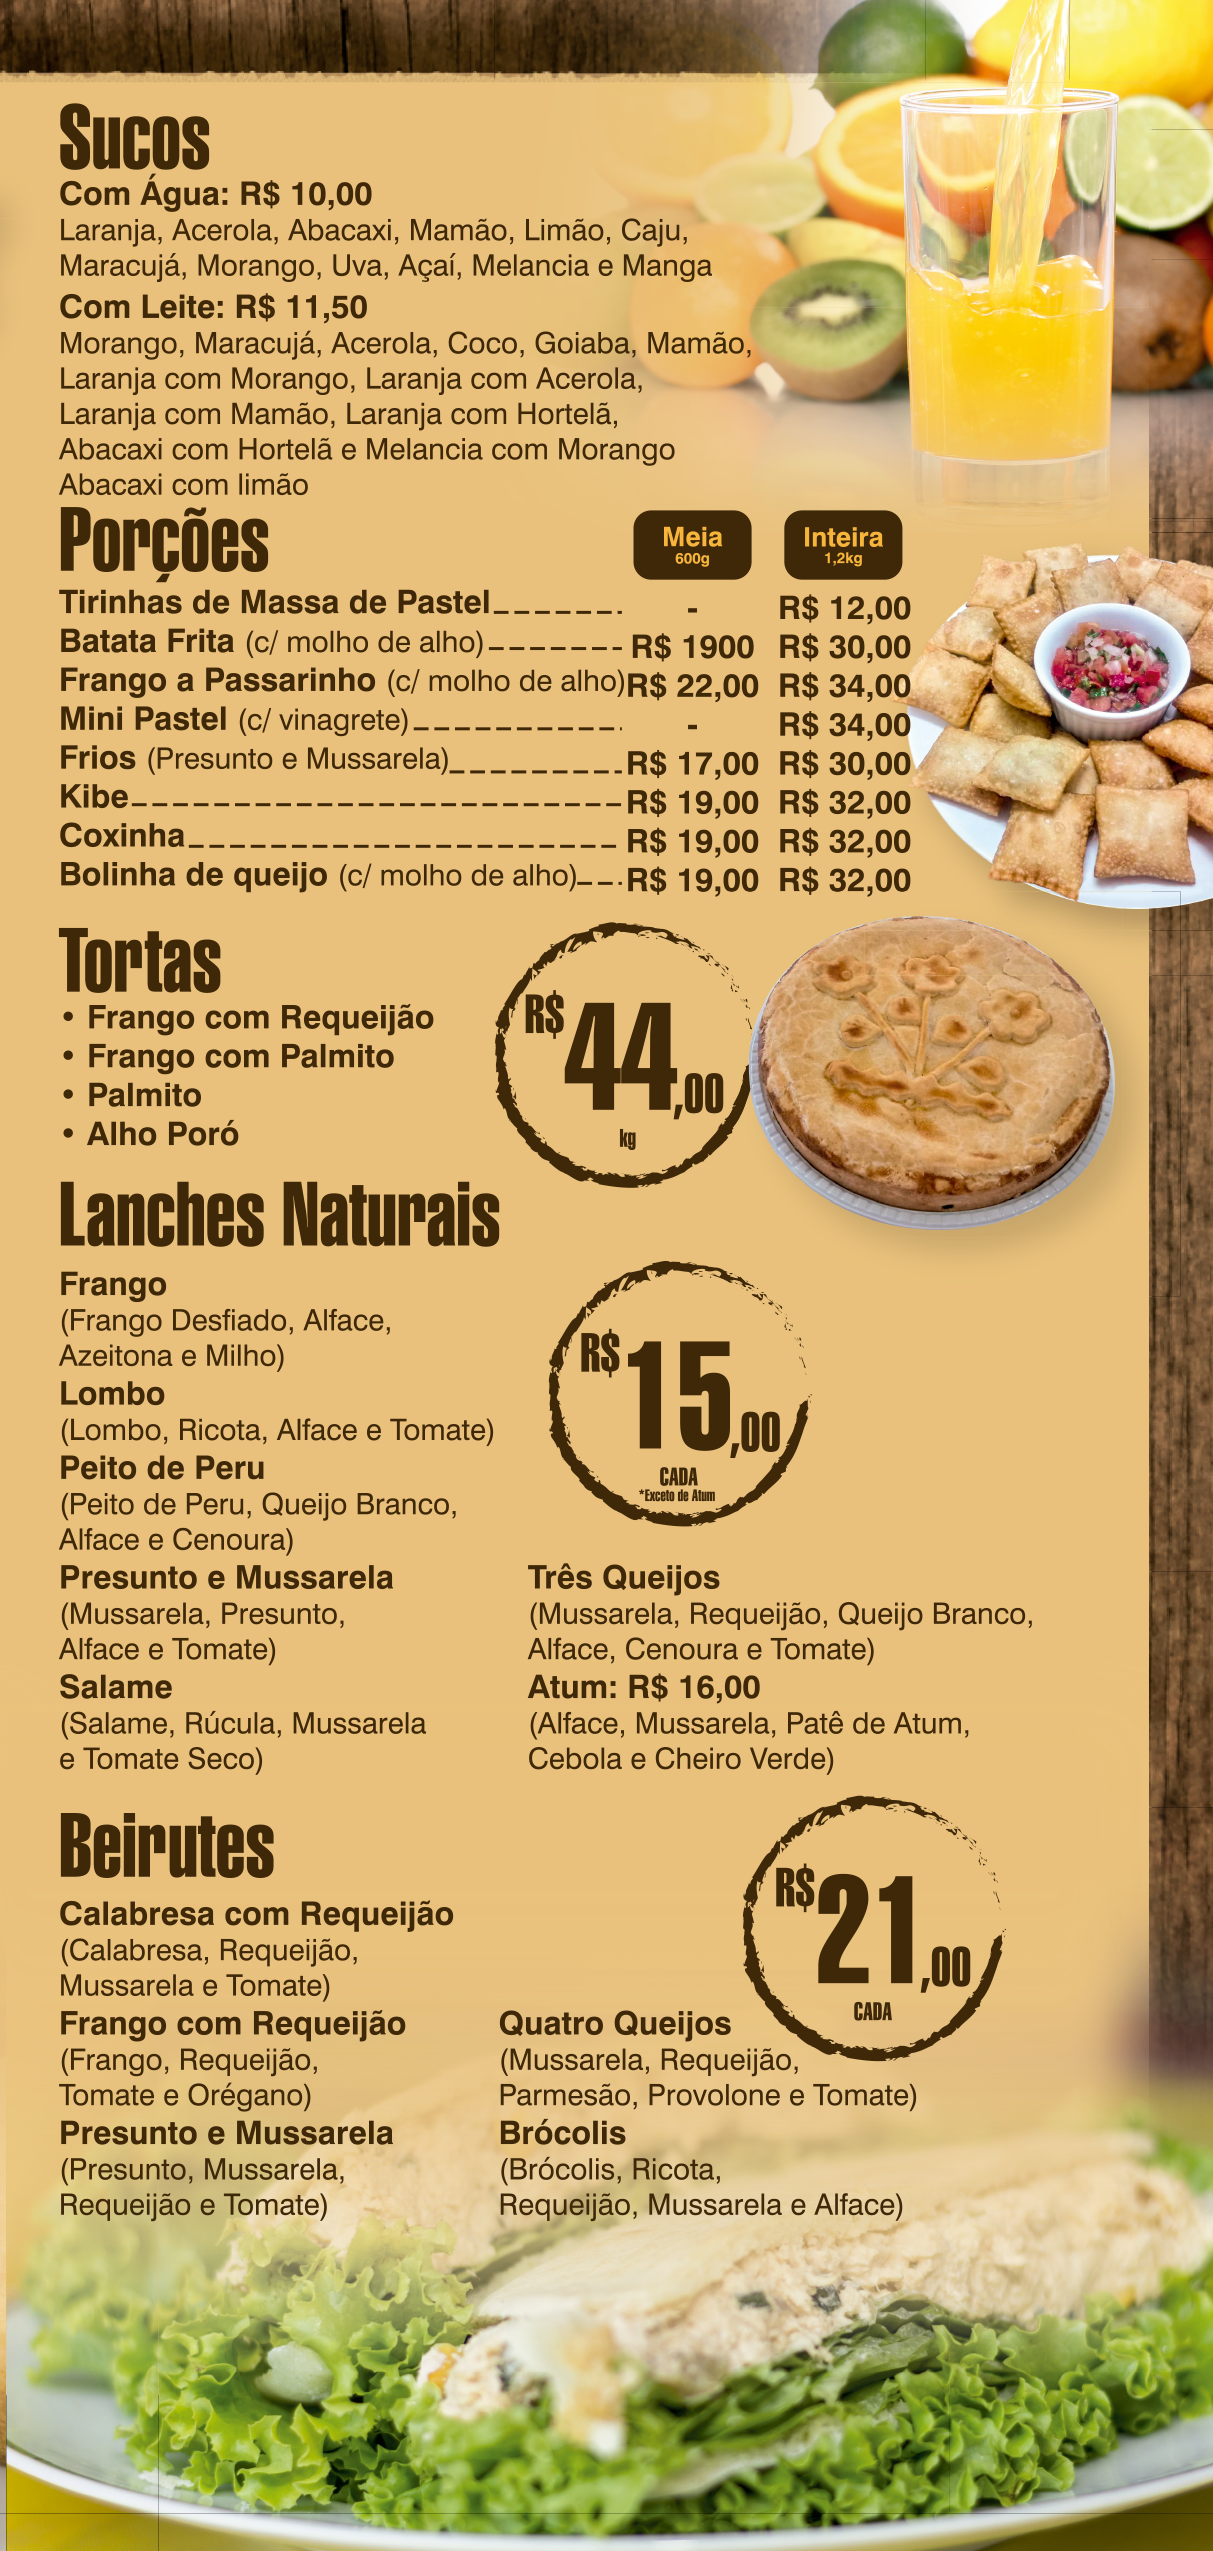 Sucos
Com Água: R$ 10,00
Laranja, Acerola, Abacaxi, Mamão, Limão, Caju,
Maracujá, Morango, Uva, Açaí, Melancia e Manga
Com Leite: R$ 11,50
Morango, Maracujá, Acerola, Coco, Goiaba, Mamão,
Laranja com Morango, Laranja com Acerola,
Laranja com Mamão, Laranja com Hortelã,
Abacaxi com Hortelã e Melancia com Morango
Abacaxi com limão
Porções
Meia Inteira
600g 1,2kg
Tirinhas de Massa de Pastel - R$ 12,00
Batata Frita (c/ molho de alho) R$ 1900 R$ 30,00
Frango a Passarinho (c/ molho de alho) R$ 22,00 R$ 34,00
Mini Pastel (c/ vinagrete) - R$ 34,00
Frios (Presunto e Mussarela) R$ 17,00 R$ 30,00
Kibe R$ 19,00 R$ 32,00
Coxinha R$ 19,00 R$ 32,00
Bolinha de queijo (c/ molho de alho) R$ 19,00 R$ 32,00
Tortas
• Frango com Requeijão
• Frango com Palmito
• Palmito
• Alho Poró
R$ 44,00
kg
Lanches Naturais
Frango
(Frango Desfiado, Alface,
Azeitona e Milho)
Lombo
(Lombo, Ricota, Alface e Tomate)
Peito de Peru
(Peito de Peru, Queijo Branco,
Alface e Cenoura)
Presunto e Mussarela
(Mussarela, Presunto,
Alface e Tomate)
Salame
(Salame, Rúcula, Mussarela
e Tomate Seco)
R$ 15,00
CADA
*Exceto de Atum
Três Queijos
(Mussarela, Requeijão, Queijo Branco,
Alface, Cenoura e Tomate)
Atum: R$ 16,00
(Alface, Mussarela, Patê de Atum,
Cebola e Cheiro Verde)
Beirutes
Calabresa com Requeijão
(Calabresa, Requeijão,
Mussarela e Tomate)
Frango com Requeijão
(Frango, Requeijão,
Tomate e Orégano)
Presunto e Mussarela
(Presunto, Mussarela,
Requeijão e Tomate)
R$ 21,00
CADA
Quatro Queijos
(Mussarela, Requeijão,
Parmesão, Provolone e Tomate)
Brócolis
(Brócolis, Ricota,
Requeijão, Mussarela e Alface)